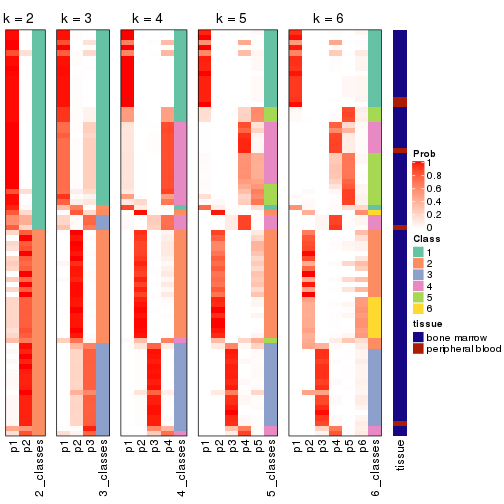 k = 2 k = 3 k = 4 k = 5 k = 6
Prob
1
0.8
0.6
0.4
0.2
0
Class
1
2
3
4
5
6
tissue
bone marrow
peripheral blood
p1 p2 2_classes p1 p2 p3 3_classes p1 p2 p3 p4 4_classes p1 p2 p3 p4 p5 5_classes p1 p2 p3 p4 p5 p6 6_classes tissue